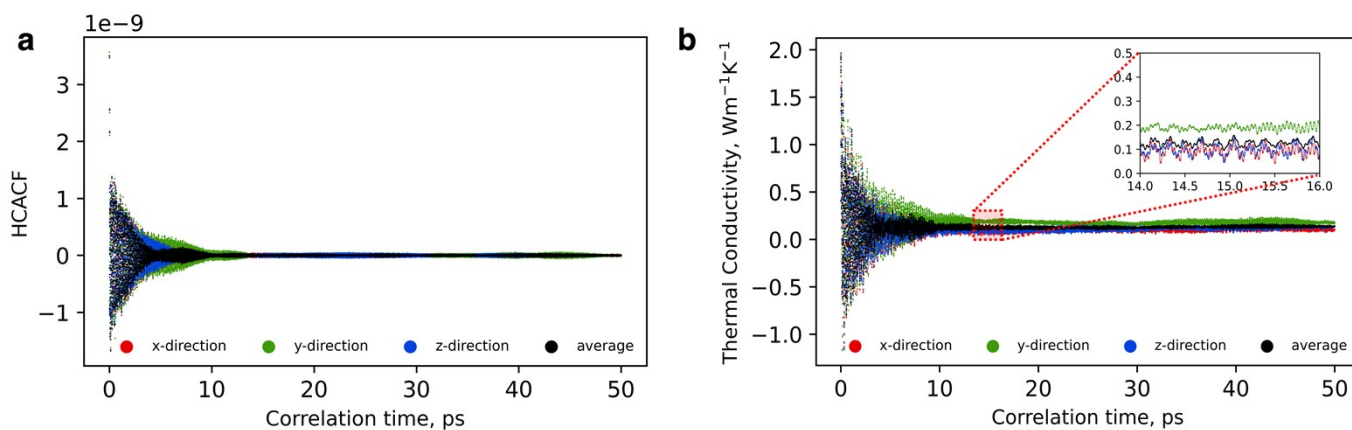 a
1e−9
HCACF
3
2
1
0
−1
x-direction
y-direction
z-direction
average
0
10
20
30
40
50
Correlation time, ps
b
Thermal Conductivity, Wm⁻¹K⁻¹
2.0
1.5
1.0
0.5
0.0
−0.5
−1.0
0.5
0.4
0.3
0.2
0.1
0.0
14.0
14.5
15.0
15.5
16.0
x-direction
y-direction
z-direction
average
0
10
20
30
40
50
Correlation time, ps